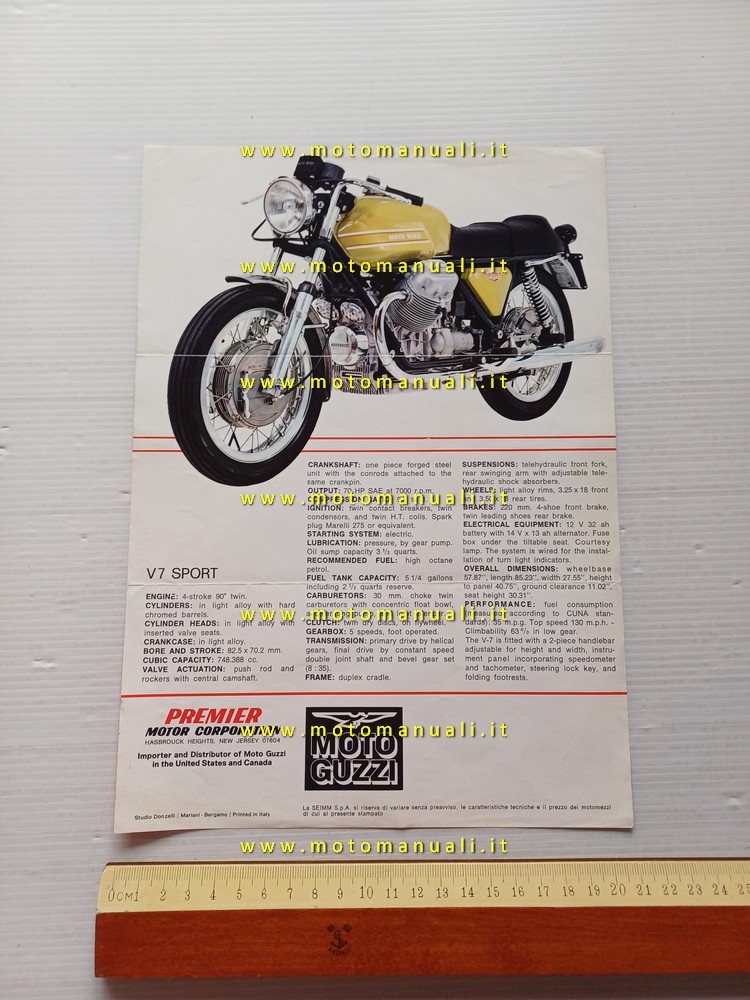 www.motomanuali.it
MOTO GUZZI
www.motomanuali.it
www.motomanuali.it
V7 SPORT
ENGINE: 4-stroke 90° twin.
CYLINDERS: in light alloy with hard
chromed barrels.
CYLINDER HEADS: in light alloy with
inserted valve seats.
CRANKCASE: in light alloy.
BORE AND STROKE: 82.5 x 70.2 mm.
CUBIC CAPACITY: 748.388 cc.
VALVE ACTUATION: push rod and
rockers with central camshaft.
CRANKSHAFT: one piece forged steel
unit with the conrods attached to the
same crankpin.
OUTPUT: 70 HP SAE at 7000 r.p.m.
www.motomanuali.it
IGNITION: twin contact breakers, twin
condensors, and twin H.T. coils. Spark
plug Marelli 275 or equivalent.
STARTING SYSTEM: electric.
LUBRICATION: pressure, by gear pump.
Oil sump capacity 3 1/2 quarts.
RECOMMENDED FUEL: high octane
petrol.
FUEL TANK CAPACITY: 5 1/4 gallons
including 2 1/2 quarts reserve.
CARBURETORS: 30 mm. choke twin
carburetors with concentric float bowl,
www.motomanuali.it
CLUTCH: twin dry discs, on flywheel.
GEARBOX: 5 speeds, foot operated.
TRANSMISSION: primary drive by helical
gears, final drive by constant speed
double joint shaft and bevel gear set
(8 : 35).
FRAME: duplex cradle.
SUSPENSIONS: telehydraulic front fork,
rear swinging arm with adjustable tele-
hydraulic shock absorbers.
WHEELS: light alloy rims, 3.25 x 18 front
3.50 18 rear tires.
BRAKES: 220 mm. 4-shoe front brake,
twin leading shoes rear brake.
ELECTRICAL EQUIPMENT: 12 V 32 ah
battery with 14 V x 13 ah alternator. Fuse
box under the tiltable seat. Courtesy
lamp. The system is wired for the instal-
lation of turn light indicators.
OVERALL DIMENSIONS: wheelbase
57.87", length 85.23", width 27.55", height
to panel 40.75", ground clearance 11.02",
seat height 30.31".
PERFORMANCE: fuel consumption
(measured according to CUNA stan-
dards): 35 m.p.g. Top speed 130 m.p.h. -
Climbability 63 % in low gear.
The V-7 is fitted with a 2-piece handlebar
adjustable for height and width, instru-
ment panel incorporating speedometer
and tachometer, steering lock key, and
folding footrests.
PREMIER
MOTOR CORPORATION
HASBROUCK HEIGHTS, NEW JERSEY 07604
Importer and Distributor of Moto Guzzi
in the United States and Canada
www.motomanuali.it
MOTO
GUZZI
Studio Donzelli / Mariani - Bergamo / Printed in Italy
La SEIMM S.p.A. si riserva di variare senza preavviso, le caratteristiche tecniche e il prezzo dei motomezzi
di cui al presente stampato
www.motomanuali.it
0CM1 2 3 4 5 6 7 8 9 10 11 12 13 14 15 16 17 18 19 20 21 22 23 24 25